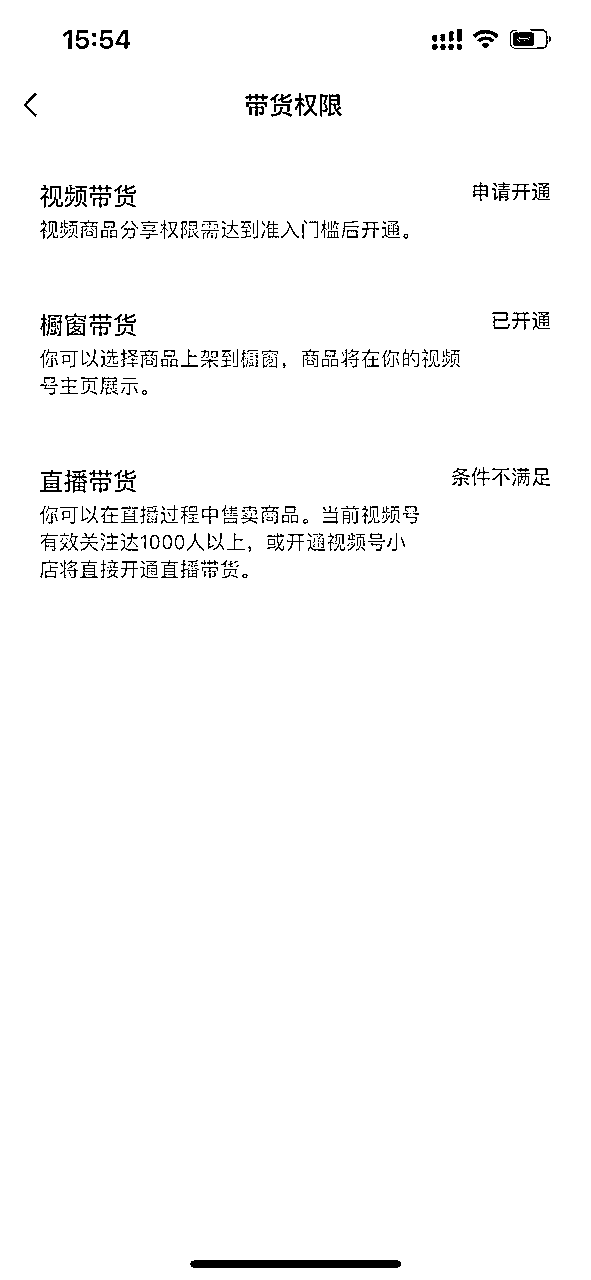 15:54
带货权限
视频带货
申请开通
视频商品分享权限需达到准入门槛后开通。
橱窗带货
已开通
你可以选择商品上架到橱窗，商品将在你的视频
号主页展示。
直播带货
条件不满足
你可以在直播过程中售卖商品。当前视频号
有效关注达1000人以上，或开通视频号小
店将直接开通直播带货。